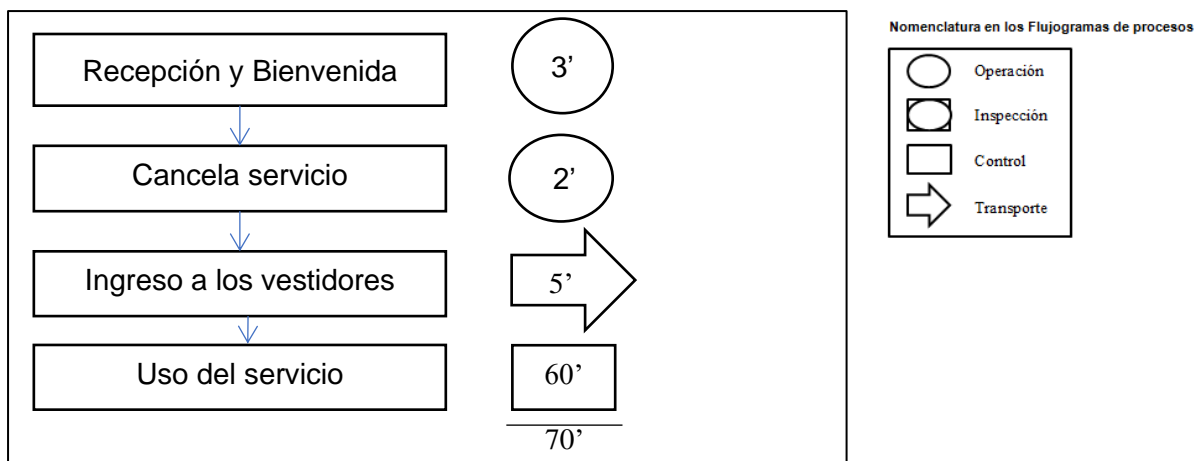 Recepción y Bienvenida
3’
Cancela servicio
2’
Ingreso a los vestidores
5’
Uso del servicio
60’
70’
Nomenclatura en los Flujogramas de procesos
Operación
Inspección
Control
Transporte